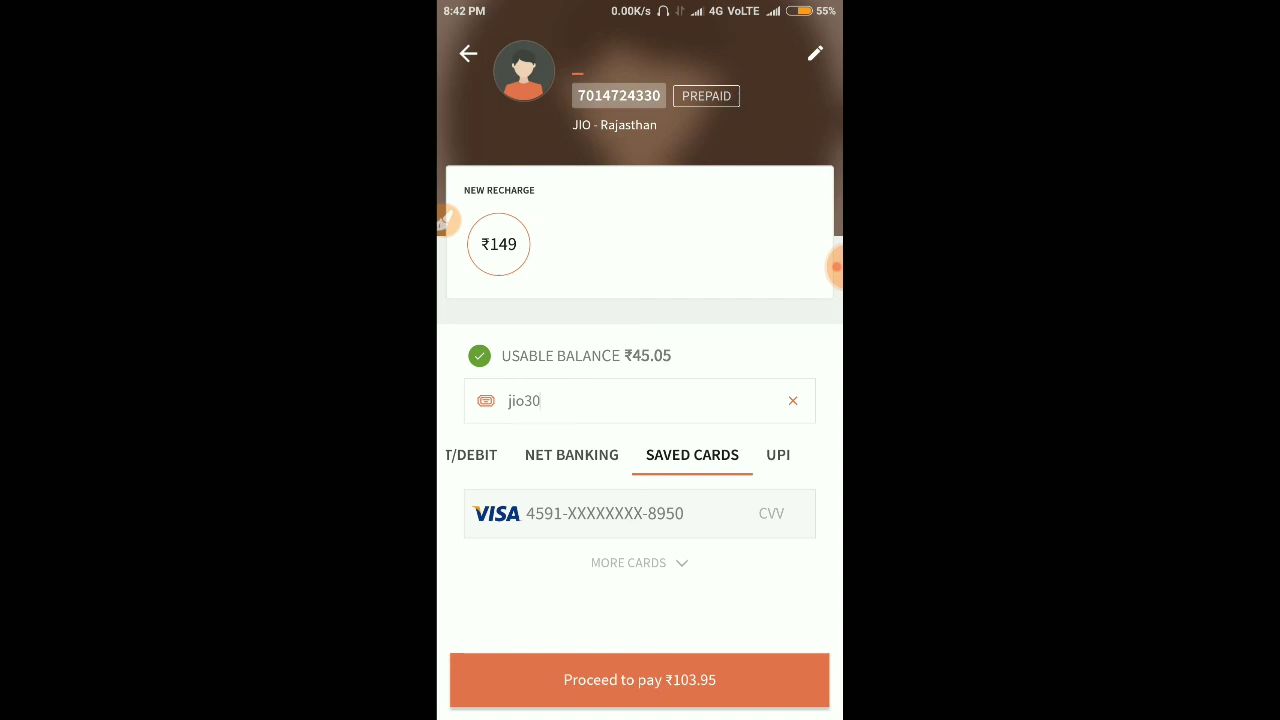 8:42 PM 0.00K/s 4G VoLTE 55%
7014724330 PREPAID
JIO - Rajasthan
NEW RECHARGE
₹149
USABLE BALANCE ₹45.05
jio30
T/DEBIT NET BANKING SAVED CARDS UPI
VISA 4591-XXXXXXXX-8950 CVV
MORE CARDS
Proceed to pay ₹103.95